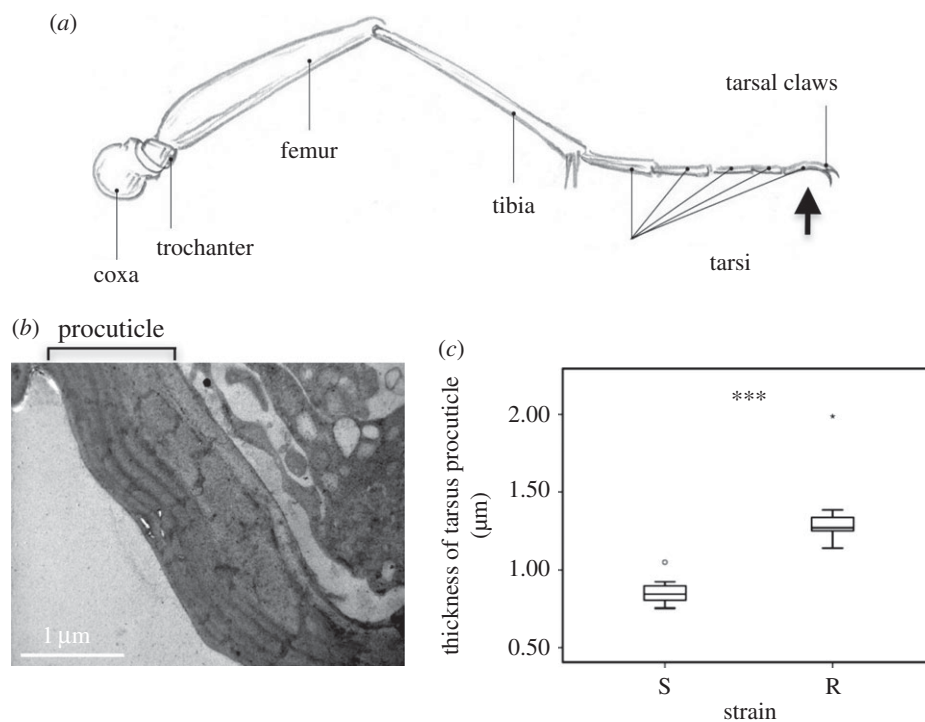 (a)
tarsal claws
femur
tibia
trochanter
coxa
tarsi
(b)
procuticle
1 µm
(c)
thickness of tarsus procuticle
(µm)
***
2.00
1.50
1.00
0.50
S
R
strain